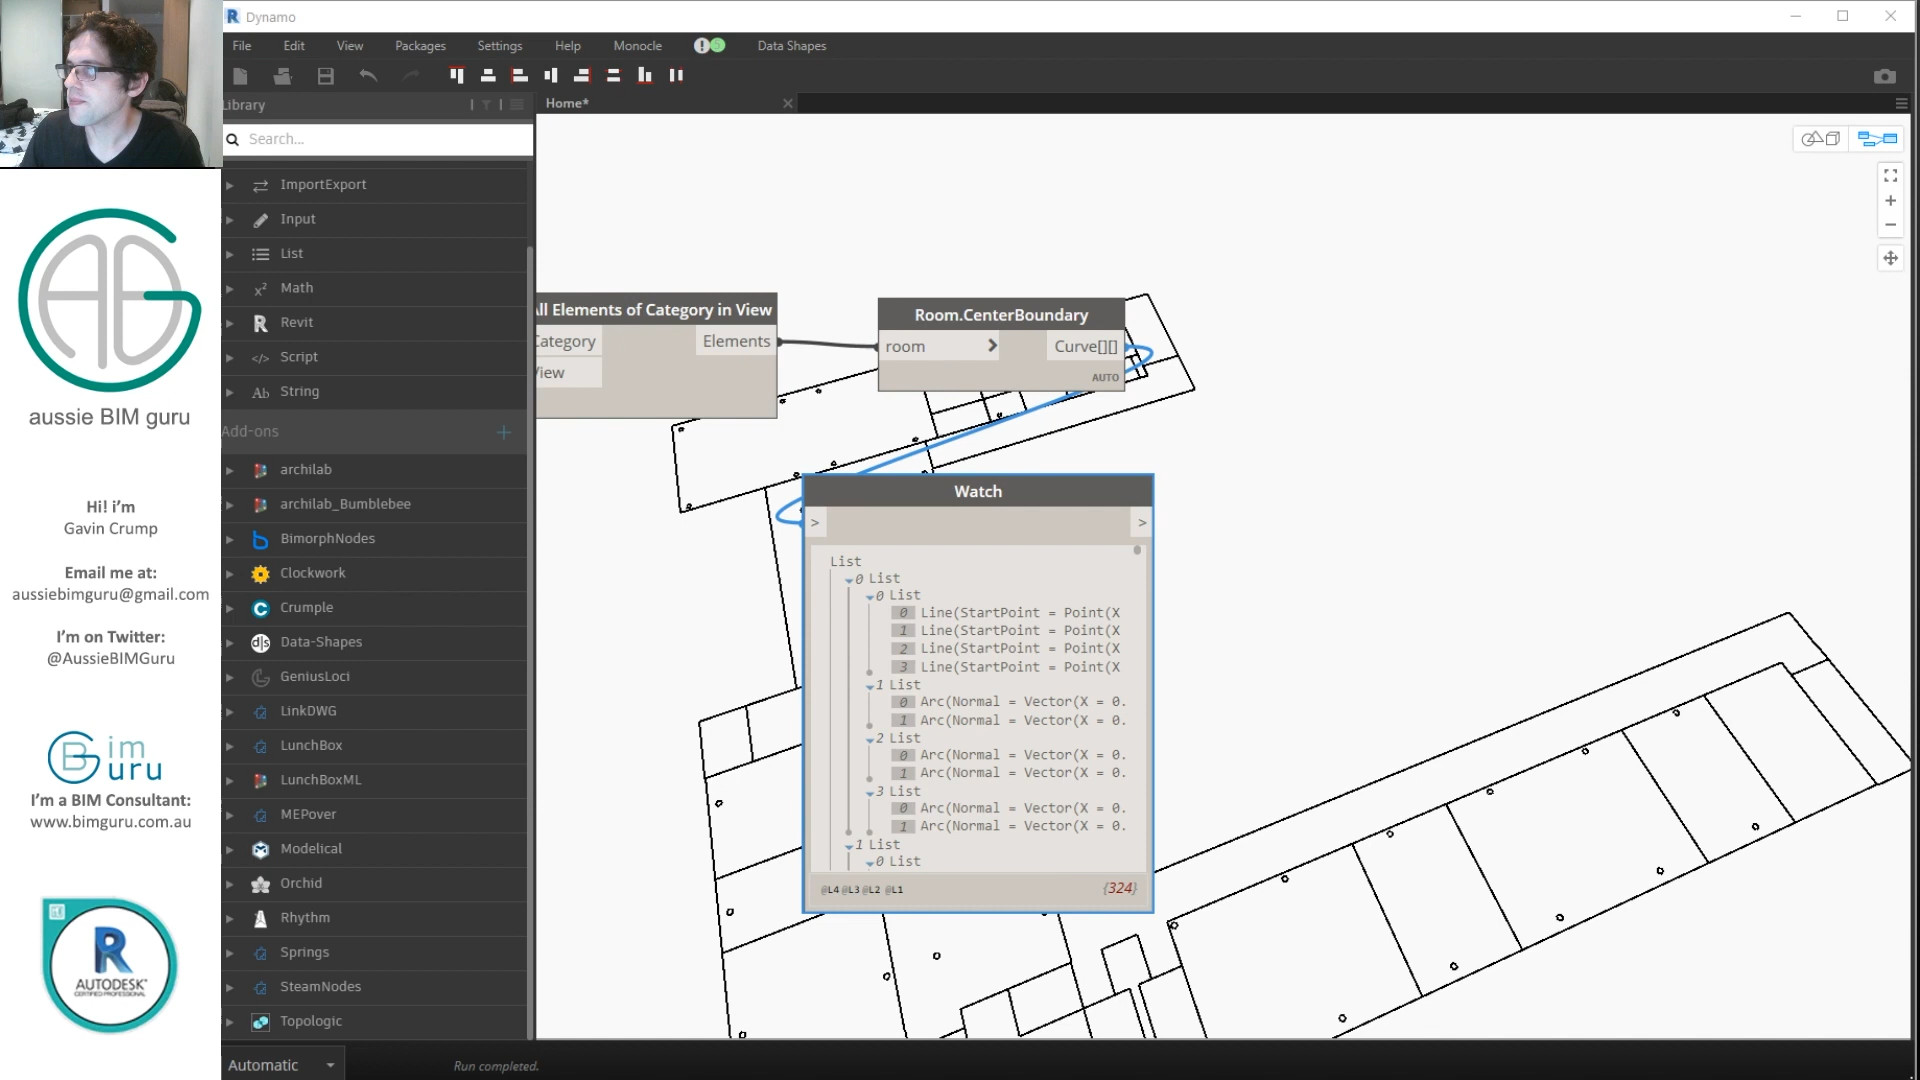 Dynamo
File Edit View Packages Settings Help Monocle Data Shapes
Library
Home*
Search...
ImportExport
Input
List
Math
Revit
Script
String
Add-ons
archilab
archilab_Bumblebee
BimorphNodes
Clockwork
Crumple
Data-Shapes
GeniusLoci
LinkDWG
LunchBox
LunchBoxML
MEPover
Modelical
Orchid
Rhythm
Springs
SteamNodes
Topologic
Automatic
Run completed.
All Elements of Category in View
Category
Elements
View
Room.CenterBoundary
room
Curve[][]
AUTO
Watch
> >
List
0 List
0 List
0 Line(StartPoint = Point(X
1 Line(StartPoint = Point(X
2 Line(StartPoint = Point(X
3 Line(StartPoint = Point(X
1 List
0 Arc(Normal = Vector(X = 0.
1 Arc(Normal = Vector(X = 0.
2 List
0 Arc(Normal = Vector(X = 0.
1 Arc(Normal = Vector(X = 0.
3 List
0 Arc(Normal = Vector(X = 0.
1 Arc(Normal = Vector(X = 0.
1 List
0 List
@L4 @L3 @L2 @L1
{324}
aussie BIM guru
Hi! i'm
Gavin Crump
Email me at:
aussiebimguru@gmail.com
I'm on Twitter:
@AussieBIMGuru
Bim
Guru
I'm a BIM Consultant:
www.bimguru.com.au
R
AUTODESK
CERTIFIED PROFESSIONAL